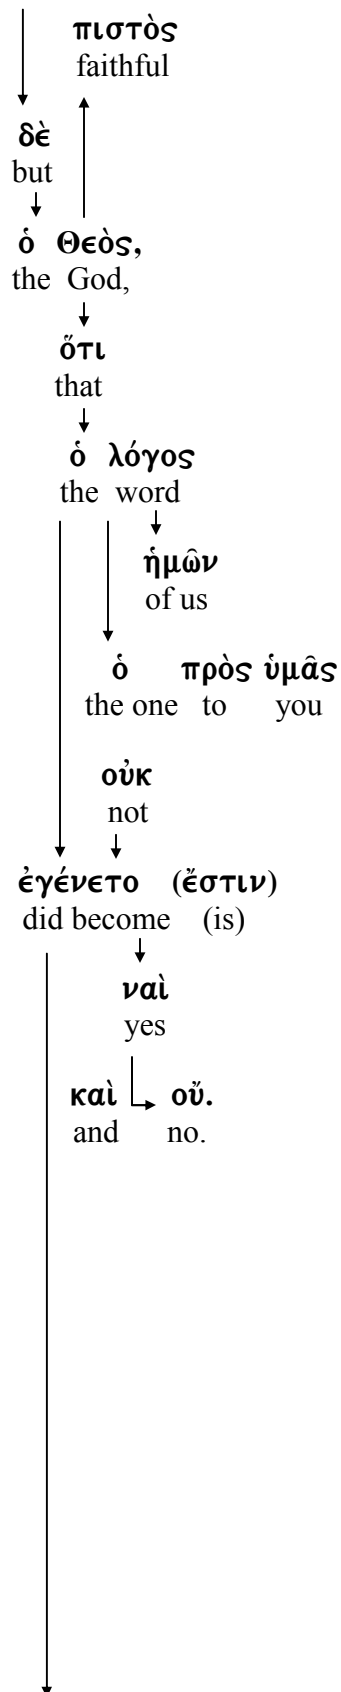 πιστὸς
faithful
δὲ
but
ὁ Θεὸς,
the God,
ὅτι
that
ὁ λόγος
the word
ἡμῶν
of us
ὁ πρὸς ὑμᾶς
the one to you
οὐκ
not
ἐγένετο (ἔστιν)
did become (is)
ναὶ
yes
καὶ οὔ.
and no.